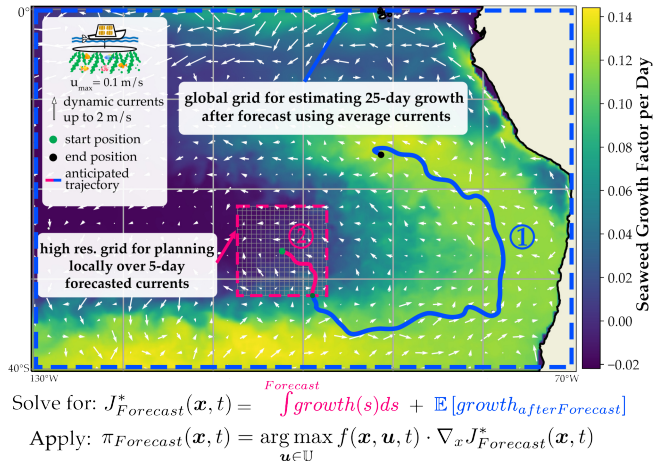 0°
u_max = 0.1 m/s
dynamic currents
up to 2 m/s
start position
end position
anticipated
trajectory
global grid for estimating 25-day growth
after forecast using average currents
high res. grid for planning
locally over 5-day
forecasted currents
②
①
40°S
130°W
70°W
0.14
0.12
0.10
0.08
0.06
0.04
0.02
0.00
−0.02
Seaweed Growth Factor per Day
Solve for: J*_Forecast(x, t) = ∫^Forecast growth(s)ds + 𝔼 [growth_afterForecast]
Apply: π_Forecast(x, t) = arg max_{u∈𝕌} f(x, u, t) · ∇_x J*_Forecast(x, t)